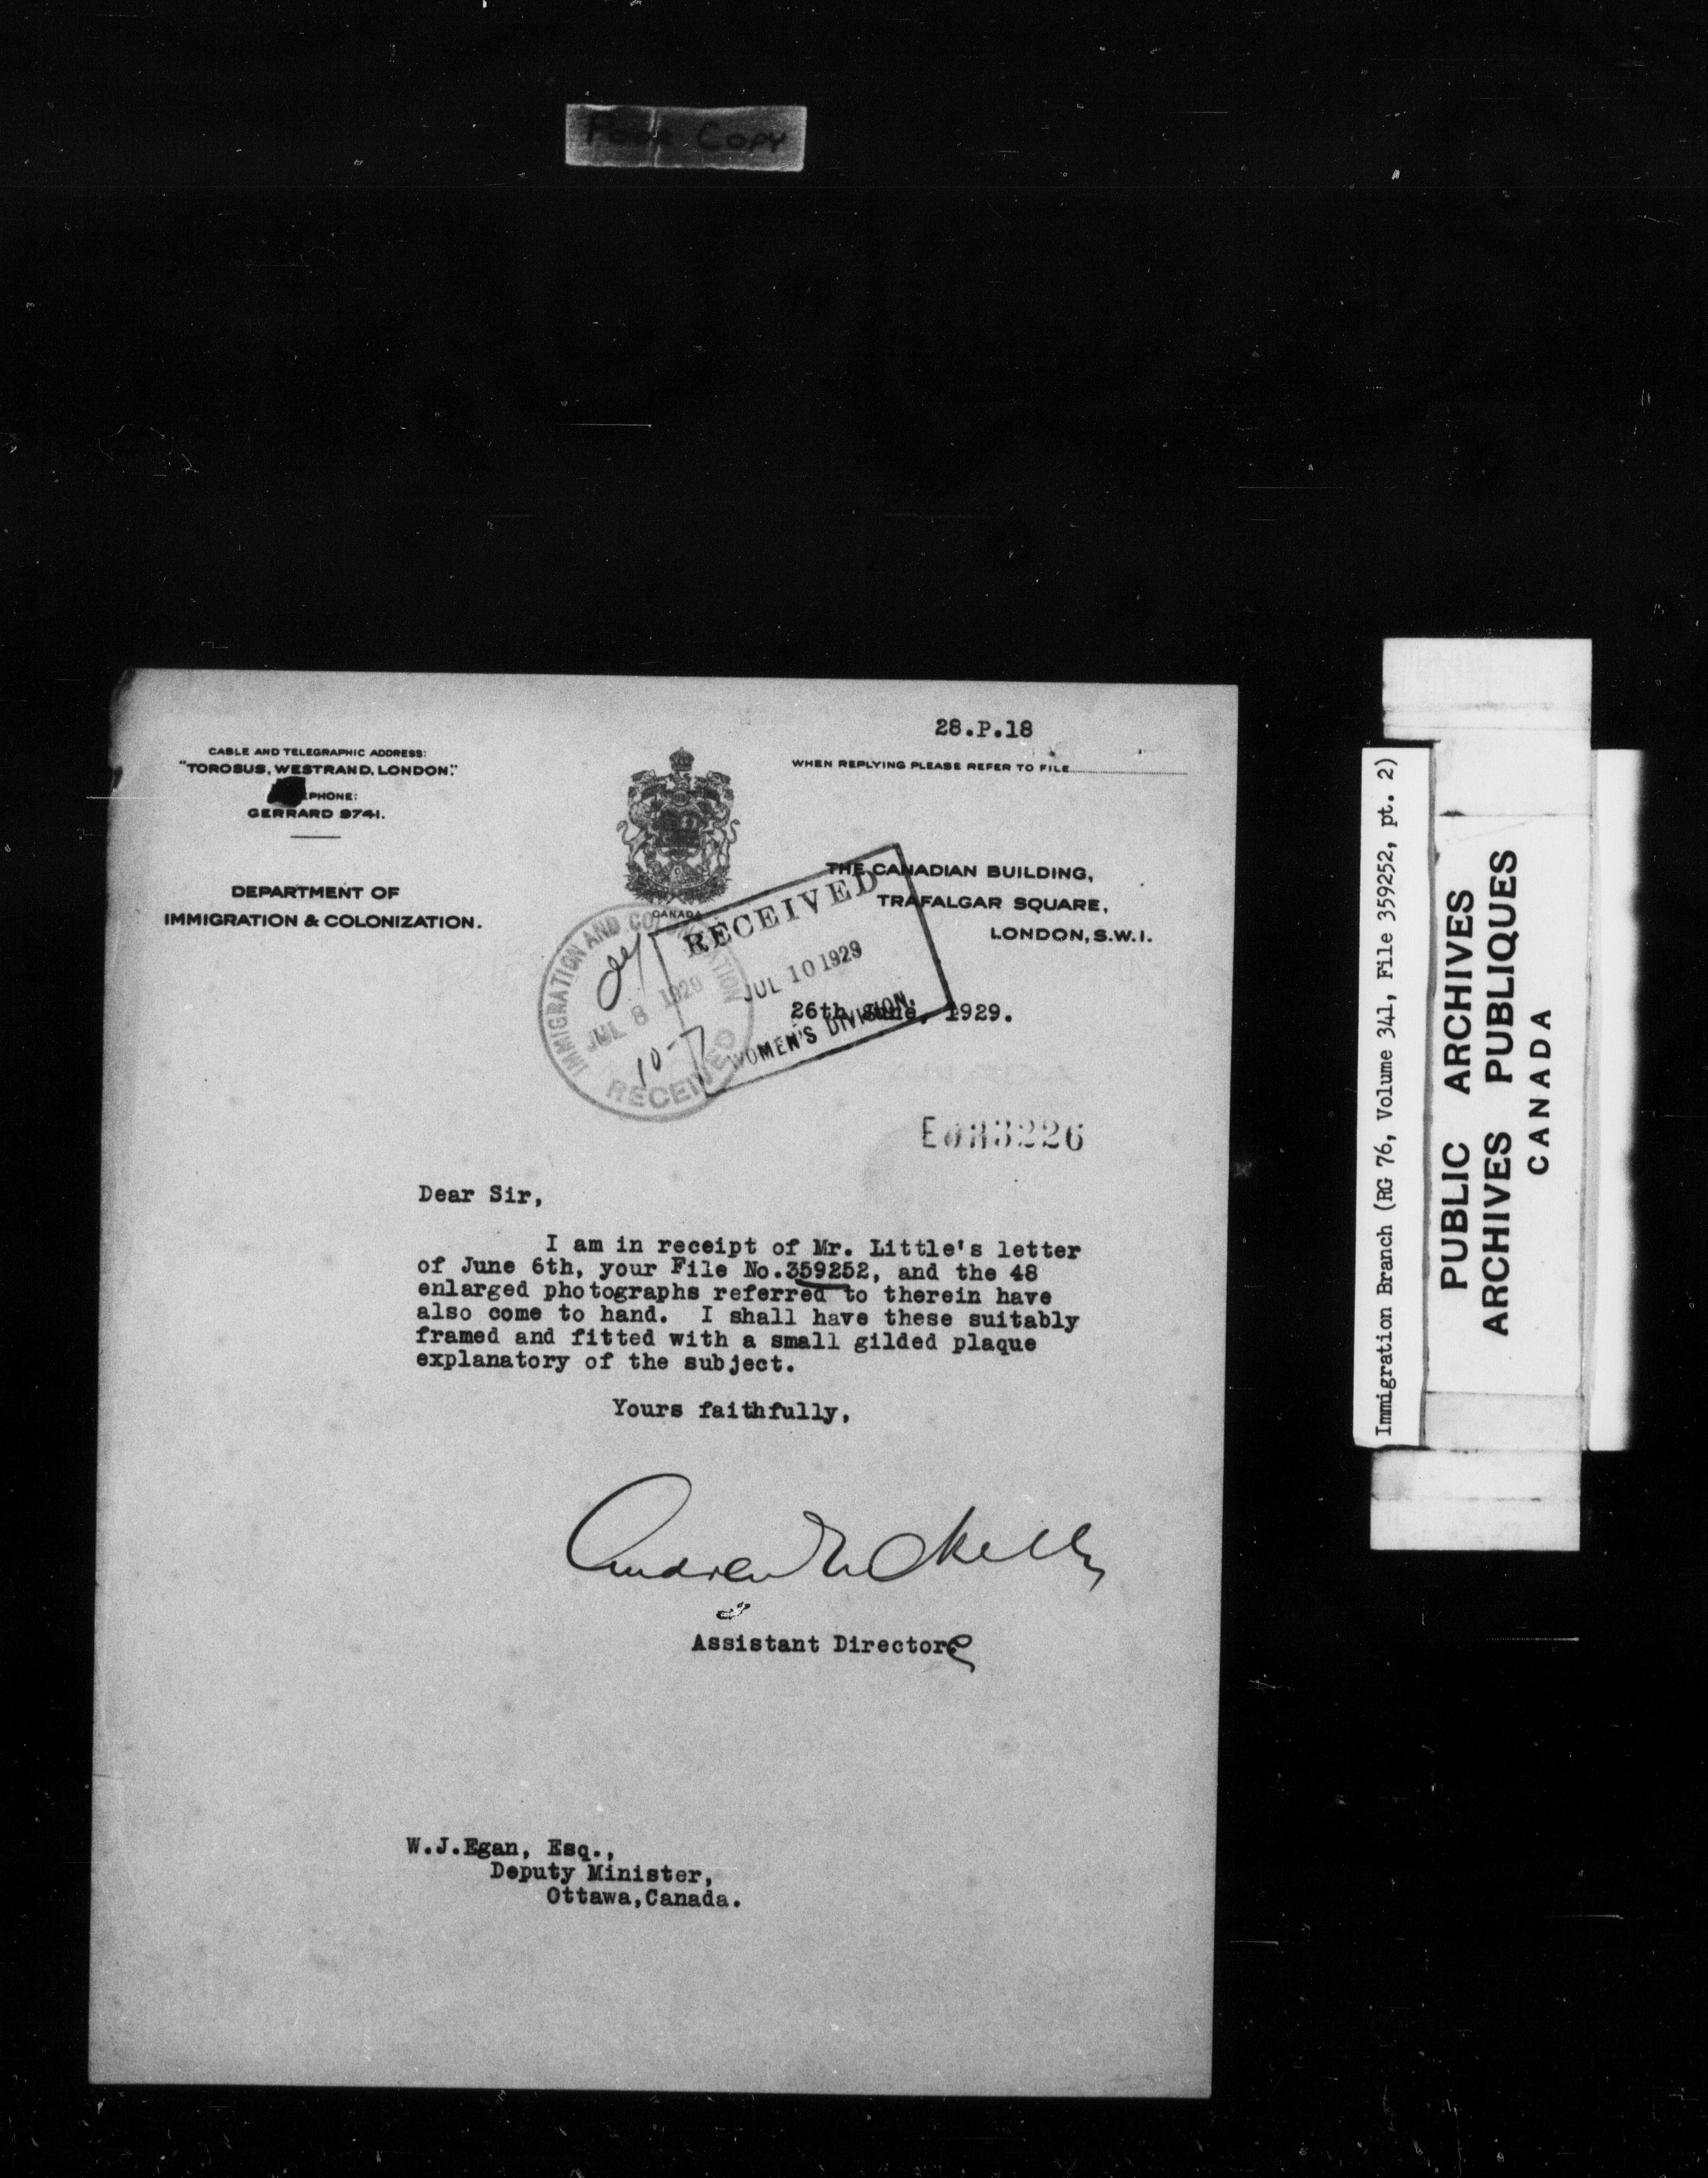 Poor Copy
28.P.18
CABLE AND TELEGRAPHIC ADDRESS:
"TOROSUS, WESTRAND, LONDON."
EPHONE:
GERRARD 9741.
WHEN REPLYING PLEASE REFER TO FILE
DEPARTMENT OF
IMMIGRATION & COLONIZATION.
CANADA
THE CANADIAN BUILDING,
TRAFALGAR SQUARE,
LONDON, S.W.1.
RECEIVED
JUL 10 1929
WOMEN'S DIVISION.
IMMIGRATION AND COLONIZATION
JUL 8 1929
10-7
RECEIVED
26th June, 1929.
3226
Dear Sir,
I am in receipt of Mr. Little's letter
of June 6th, your File No.359252, and the 48
enlarged photographs referred to therein have
also come to hand. I shall have these suitably
framed and fitted with a small gilded plaque
explanatory of the subject.
Yours faithfully,
Assistant Director
W.J.Egan, Esq.,
Deputy Minister,
Ottawa,Canada.
Immigration Branch (RG 76, Volume 341, File 359252, pt. 2)
PUBLIC ARCHIVES
ARCHIVES PUBLIQUES
CANADA